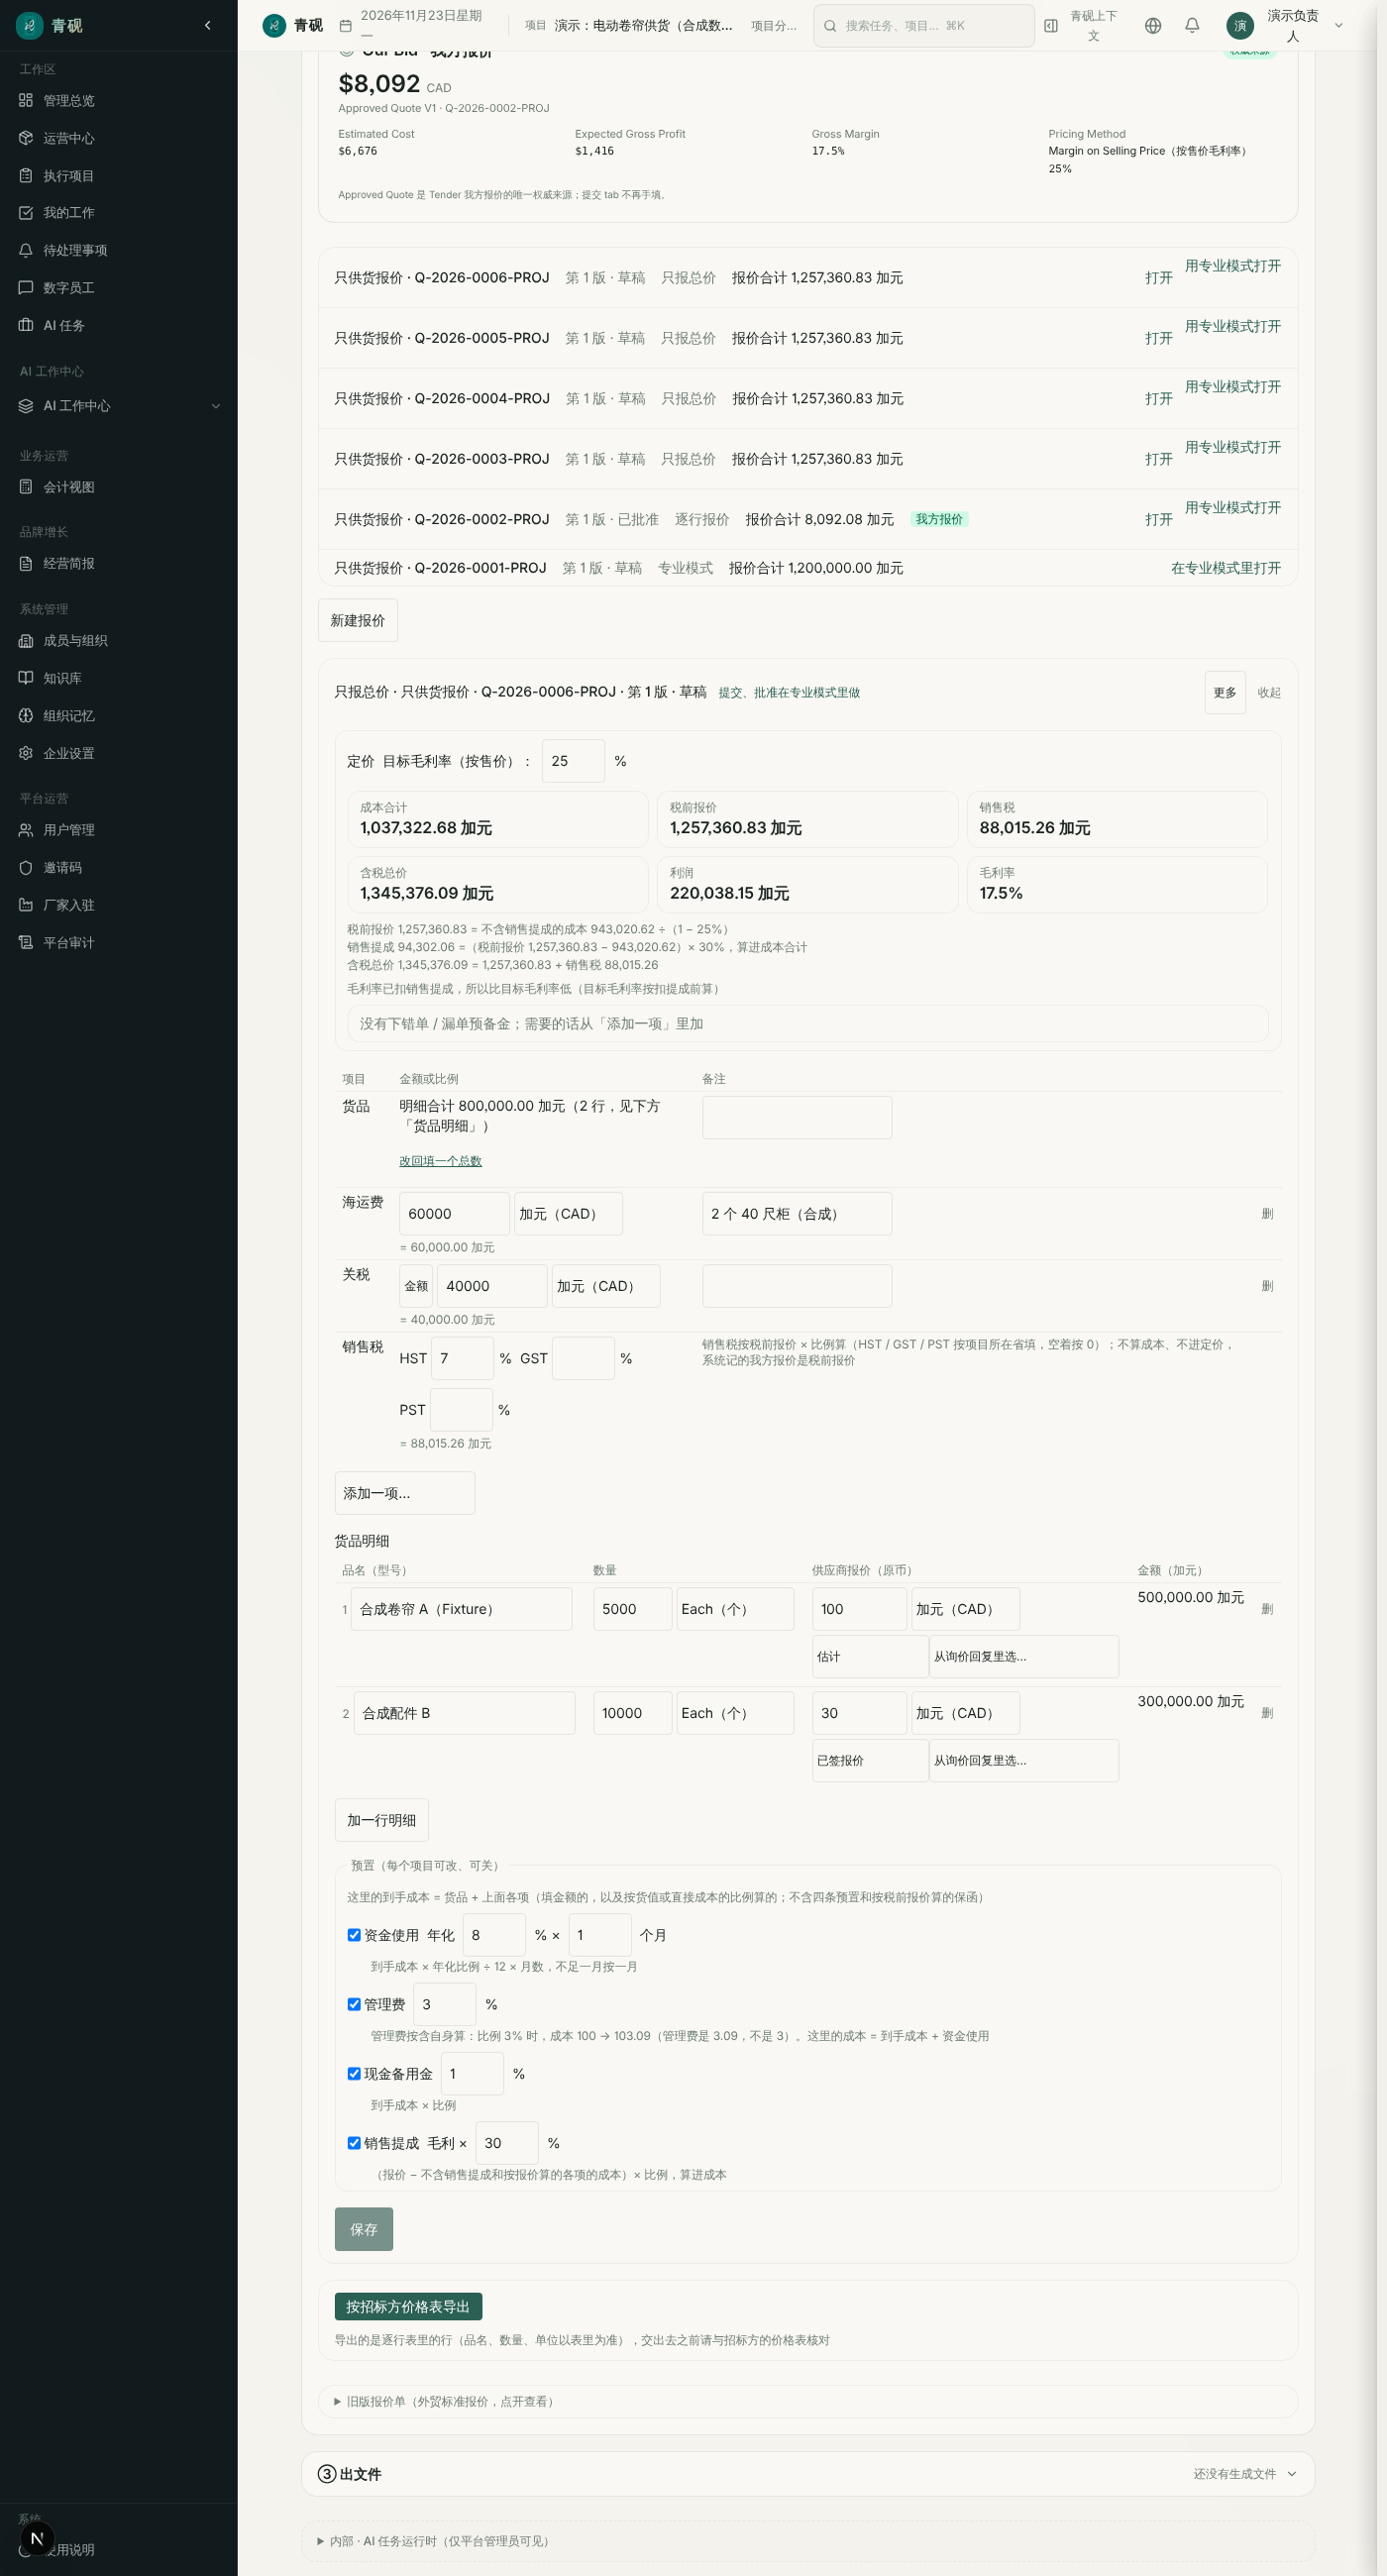 青砚
工作区
管理总览
运营中心
执行项目
我的工作
待处理事项
数字员工
AI 任务
AI 工作中心
AI 工作中心
业务运营
会计视图
品牌增长
经营简报
系统管理
成员与组织
知识库
组织记忆
企业设置
平台运营
用户管理
邀请码
厂家入驻
平台审计
系统
使用说明
N
青砚
2026年11月23日星期一
项目 演示：电动卷帘供货（合成数... 项目分...
搜索任务、项目... ⌘K
青砚上下文
演
演示负责人
Our Bid · 我方报价
$8,092 CAD
Approved Quote V1 · Q-2026-0002-PROJ
Estimated Cost
$6,676
Expected Gross Profit
$1,416
Gross Margin
17.5%
Pricing Method
Margin on Selling Price（按售价毛利率）
25%
Approved Quote 是 Tender 我方报价的唯一权威来源；提交 tab 不再手填。
只供货报价 · Q-2026-0006-PROJ 第 1 版 · 草稿 只报总价 报价合计 1,257,360.83 加元 打开 用专业模式打开
只供货报价 · Q-2026-0005-PROJ 第 1 版 · 草稿 只报总价 报价合计 1,257,360.83 加元 打开 用专业模式打开
只供货报价 · Q-2026-0004-PROJ 第 1 版 · 草稿 只报总价 报价合计 1,257,360.83 加元 打开 用专业模式打开
只供货报价 · Q-2026-0003-PROJ 第 1 版 · 草稿 只报总价 报价合计 1,257,360.83 加元 打开 用专业模式打开
只供货报价 · Q-2026-0002-PROJ 第 1 版 · 已批准 逐行报价 报价合计 8,092.08 加元 我方报价 打开 用专业模式打开
只供货报价 · Q-2026-0001-PROJ 第 1 版 · 草稿 专业模式 报价合计 1,200,000.00 加元 在专业模式里打开
新建报价
只报总价 · 只供货报价 · Q-2026-0006-PROJ · 第 1 版 · 草稿 提交、批准在专业模式里做 更多 收起
定价 目标毛利率（按售价）： 25 %
成本合计
1,037,322.68 加元
税前报价
1,257,360.83 加元
销售税
88,015.26 加元
含税总价
1,345,376.09 加元
利润
220,038.15 加元
毛利率
17.5%
税前报价 1,257,360.83 = 不含销售提成的成本 943,020.62 ÷（1 − 25%）
销售提成 94,302.06 =（税前报价 1,257,360.83 − 943,020.62）× 30%，算进成本合计
含税总价 1,345,376.09 = 1,257,360.83 + 销售税 88,015.26
毛利率已扣销售提成，所以比目标毛利率低（目标毛利率按扣提成前算）
没有下错单 / 漏单预备金；需要的话从「添加一项」里加
项目 金额或比例 备注
货品 明细合计 800,000.00 加元（2 行，见下方
「货品明细」）
改回填一个总数
海运费 60000 加元（CAD） 2 个 40 尺柜（合成） 删
= 60,000.00 加元
关税 金额 40000 加元（CAD） 删
= 40,000.00 加元
销售税 HST 7 % GST %
PST %
= 88,015.26 加元
销售税按税前报价 × 比例算（HST / GST / PST 按项目所在省填，空着按 0）；不算成本、不进定价，
系统记的我方报价是税前报价
添加一项...
货品明细
品名（型号） 数量 供应商报价（原币） 金额（加元）
1 合成卷帘 A（Fixture） 5000 Each（个） 100 加元（CAD） 500,000.00 加元 删
估计 从询价回复里选...
2 合成配件 B 10000 Each（个） 30 加元（CAD） 300,000.00 加元 删
已签报价 从询价回复里选...
加一行明细
预置（每个项目可改、可关）
这里的到手成本 = 货品 + 上面各项（填金额的，以及按货值或直接成本的比例算的；不含四条预置和按税前报价算的保函）
资金使用 年化 8 % × 1 个月
到手成本 × 年化比例 ÷ 12 × 月数，不足一月按一月
管理费 3 %
管理费按含自身算：比例 3% 时，成本 100 → 103.09（管理费是 3.09，不是 3）。这里的成本 = 到手成本 + 资金使用
现金备用金 1 %
到手成本 × 比例
销售提成 毛利 × 30 %
（报价 − 不含销售提成和按报价算的各项的成本）× 比例，算进成本
保存
按招标方价格表导出
导出的是逐行表里的行（品名、数量、单位以表里为准），交出去之前请与招标方的价格表核对
▶ 旧版报价单（外贸标准报价，点开查看）
③ 出文件 还没有生成文件
▶ 内部 · AI 任务运行时（仅平台管理员可见）